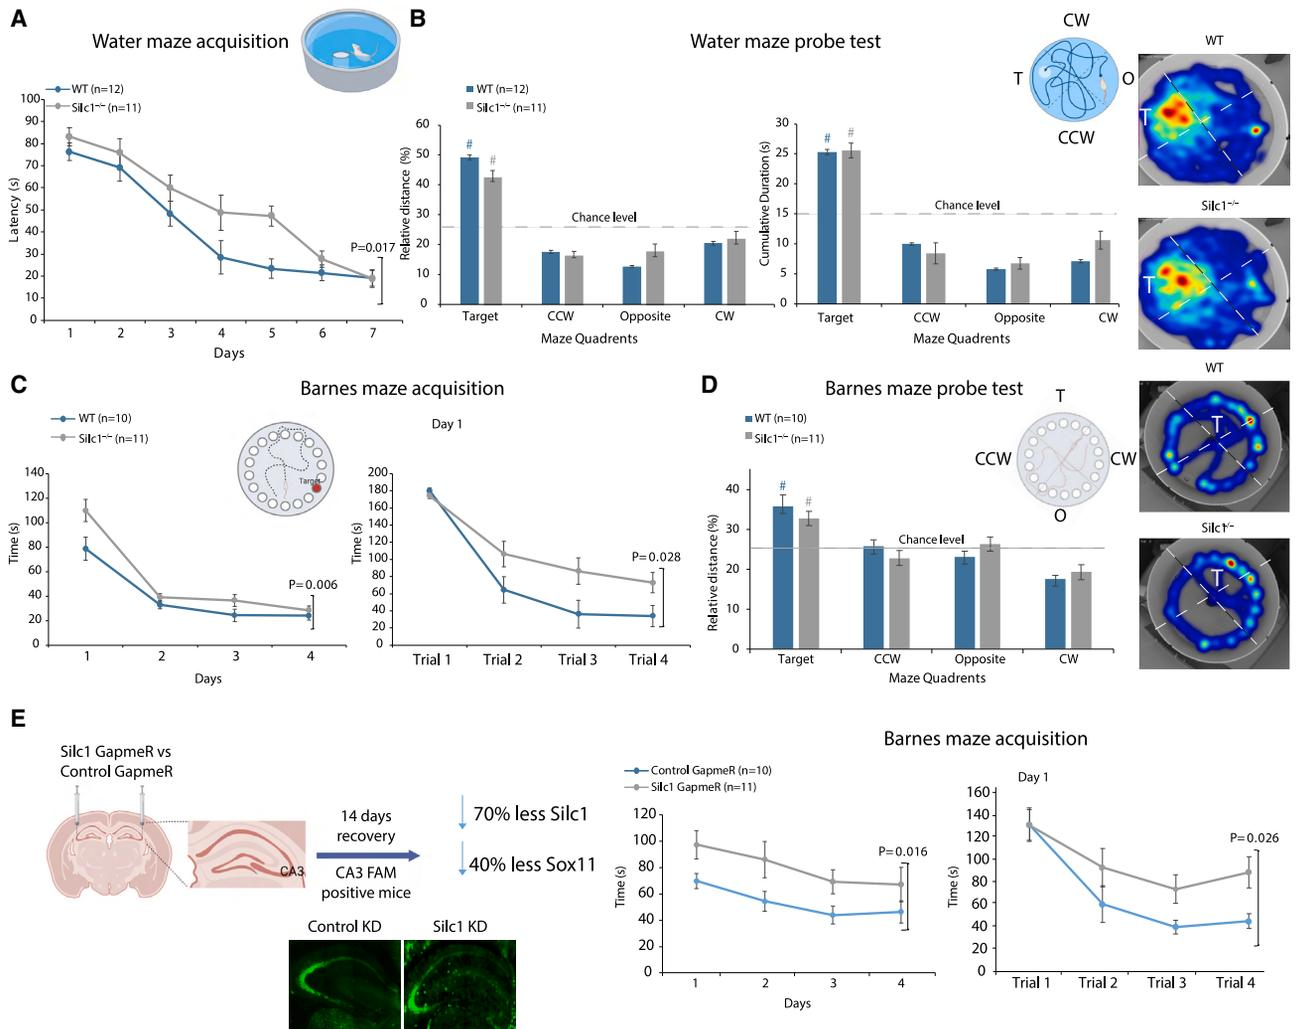 A
Water maze acquisition
WT (n=12)
Silc1⁻/⁻ (n=11)
100
90
80
70
60
50
40
30
20
10
0
Latency (s)
P=0.017
1 2 3 4 5 6 7
Days
B
Water maze probe test
WT (n=12)
Silc1⁻/⁻ (n=11)
60
50
40
30
20
10
0
Relative distance (%)
# #
Chance level
Target CCW Opposite CW
Maze Quadrents
30
25
20
15
10
5
0
Cumulative Duration (s)
# #
Chance level
Target CCW Opposite CW
Maze Quadrents
CW
T O
CCW
WT
T
Silc1⁻/⁻
T
C
Barnes maze acquisition
WT (n=10)
Silc1⁻/⁻ (n=11)
Target
140
120
100
80
60
40
20
0
Time (s)
P=0.006
1 2 3 4
Days
Day 1
200
180
160
140
120
100
80
60
40
20
0
Time (s)
P=0.028
Trial 1 Trial 2 Trial 3 Trial 4
D
Barnes maze probe test
WT (n=10)
Silc1⁻/⁻ (n=11)
T
CCW CW
O
40
30
20
10
0
Relative distance (%)
# #
Chance level
Target CCW Opposite CW
Maze Quadrents
WT
T
Silc1⁻/⁻
T
E
Silc1 GapmeR vs
Control GapmeR
CA3
14 days
recovery
CA3 FAM
positive mice
70% less Silc1
40% less Sox11
Control KD Silc1 KD
Barnes maze acquisition
Control GapmeR (n=10)
Silc1 GapmeR (n=11)
120
100
80
60
40
20
0
Time (s)
P=0.016
1 2 3 4
Days
Day 1
160
140
120
100
80
60
40
20
0
Time (s)
P=0.026
Trial 1 Trial 2 Trial 3 Trial 4